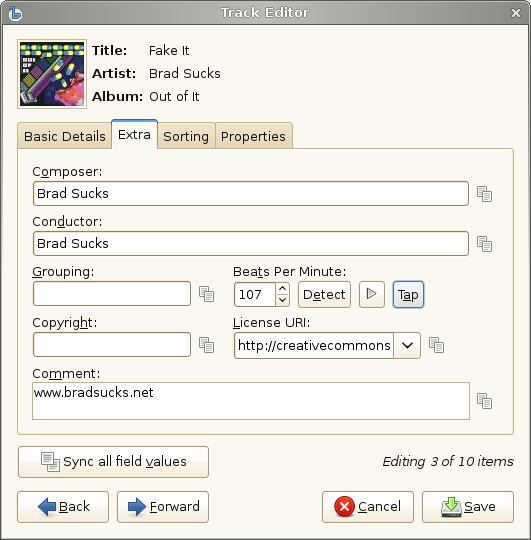 Track Editor
Title: Fake It
Artist: Brad Sucks
Album: Out of It
Basic Details Extra Sorting Properties
Composer:
Brad Sucks
Conductor:
Brad Sucks
Grouping: Beats Per Minute:
107 Detect Tap
Copyright: License URI:
http://creativecommons
Comment:
www.bradsucks.net
Sync all field values Editing 3 of 10 items
Back Forward Cancel Save